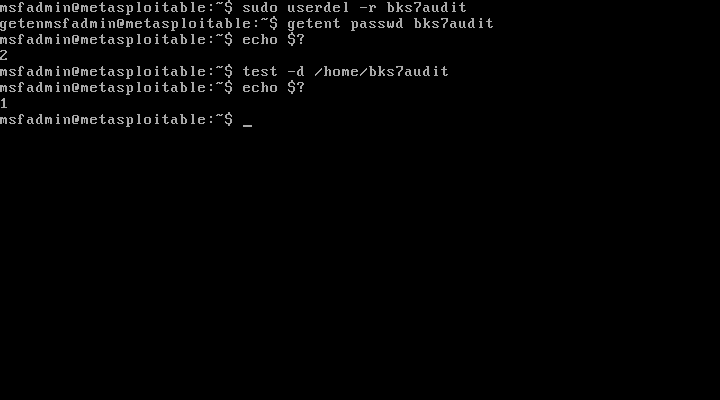 msfadmin@metasploitable:~$ sudo userdel -r bks7audit
getenmsfadmin@metasploitable:~$ getent passwd bks7audit
msfadmin@metasploitable:~$ echo $?
2
msfadmin@metasploitable:~$ test -d /home/bks7audit
msfadmin@metasploitable:~$ echo $?
1
msfadmin@metasploitable:~$ _